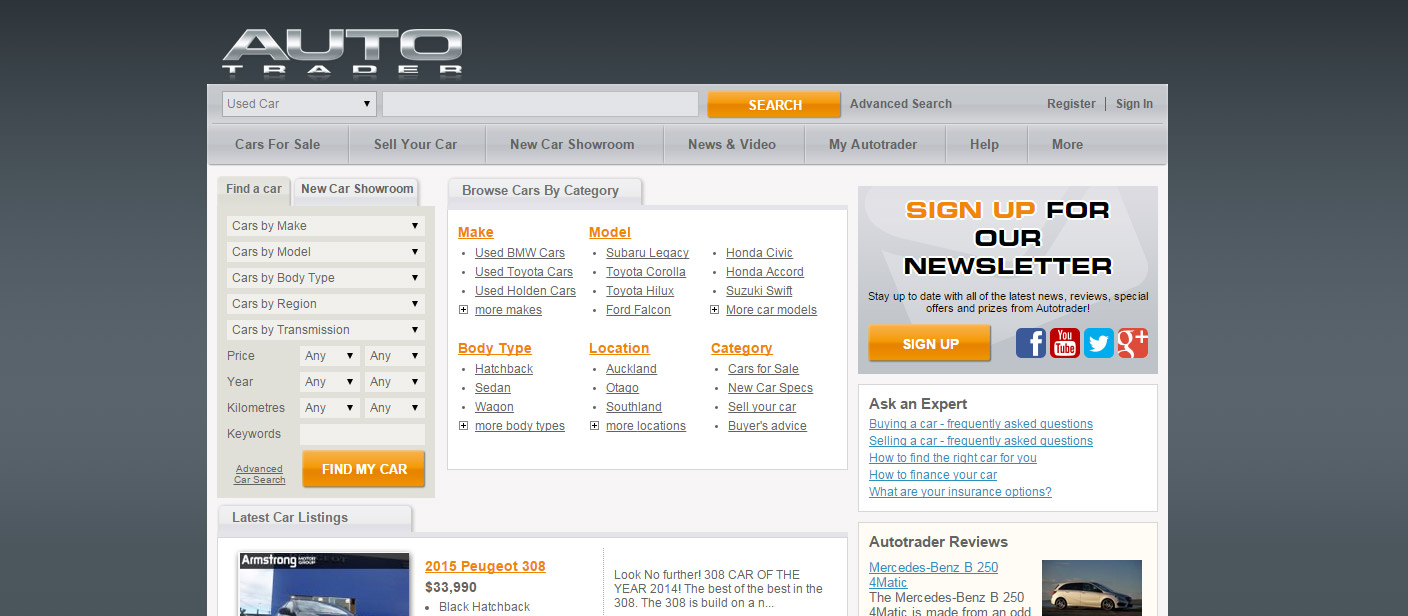 AUTO
TRADER
Used Car
SEARCH
Advanced Search
Register
Sign In
Cars For Sale
Sell Your Car
New Car Showroom
News & Video
My Autotrader
Help
More
Find a car
New Car Showroom
Cars by Make
Cars by Model
Cars by Body Type
Cars by Region
Cars by Transmission
Price Any Any
Year Any Any
Kilometres Any Any
Keywords
Advanced
Car Search
FIND MY CAR
Browse Cars By Category
Make
Used BMW Cars
Used Toyota Cars
Used Holden Cars
more makes
Model
Subaru Legacy
Toyota Corolla
Toyota Hilux
Ford Falcon
Honda Civic
Honda Accord
Suzuki Swift
More car models
Body Type
Hatchback
Sedan
Wagon
more body types
Location
Auckland
Otago
Southland
more locations
Category
Cars for Sale
New Car Specs
Sell your car
Buyer's advice
SIGN UP FOR
OUR
NEWSLETTER
Stay up to date with all of the latest news, reviews, special
offers and prizes from Autotrader!
SIGN UP
f
You
Tube
g+
Ask an Expert
Buying a car - frequently asked questions
Selling a car - frequently asked questions
How to find the right car for you
How to finance your car
What are your insurance options?
Latest Car Listings
Armstrong MOTOR
GROUP
2015 Peugeot 308
$33,990
Black Hatchback
Look No further! 308 CAR OF THE
YEAR 2014! The best of the best in the
308. The 308 is build on a n...
Autotrader Reviews
Mercedes-Benz B 250
4Matic
The Mercedes-Benz B 250
4Matic is made from an odd